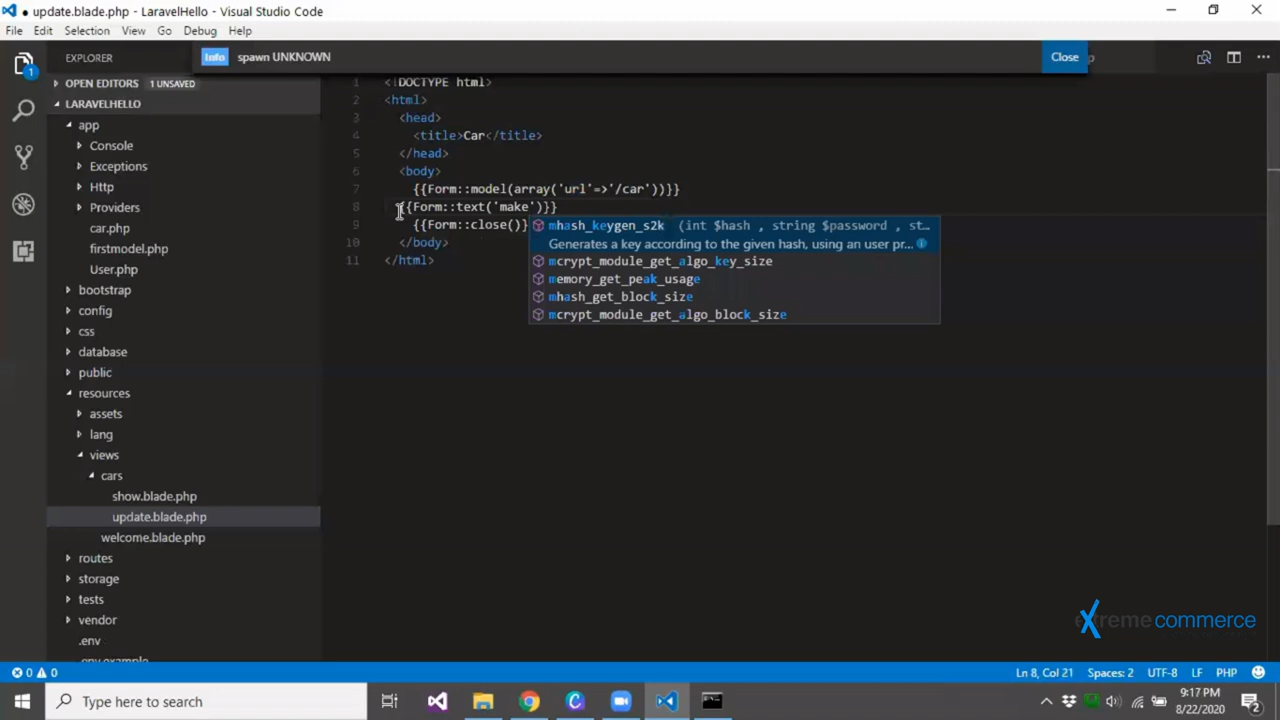 update.blade.php - LaravelHello - Visual Studio Code
File Edit Selection View Go Debug Help
EXPLORER
Info spawn UNKNOWN
Close
OPEN EDITORS 1 UNSAVED
LARAVELHELLO
app
Console
Exceptions
Http
Providers
car.php
firstmodel.php
User.php
bootstrap
config
css
database
public
resources
assets
lang
views
cars
show.blade.php
update.blade.php
welcome.blade.php
routes
storage
tests
vendor
.env
.env.example
1 <!DOCTYPE html>
2 <html>
3 <head>
4 <title>Car</title>
5 </head>
6 <body>
7 {{Form::model(array('url'=>'/car'))}}
8 {{Form::text('make')}}
9 {{Form::close()}
10 </body>
11 </html>
mhash_keygen_s2k (int $hash , string $password , st...
Generates a key according to the given hash, using an user pr...
mcrypt_module_get_algo_key_size
memory_get_peak_usage
mhash_get_block_size
mcrypt_module_get_algo_block_size
extreme commerce
0 0
Ln 8, Col 21 Spaces: 2 UTF-8 LF PHP
Type here to search
9:17 PM
8/22/2020
2